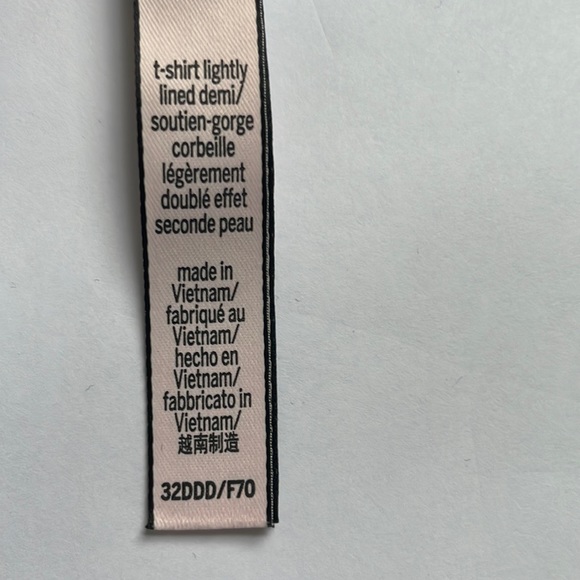 t-shirt lightly
lined demi/
soutien-gorge
corbeille
légèrement
doublé effet
seconde peau
made in
Vietnam/
fabriqué au
Vietnam/
hecho en
Vietnam/
fabbricato in
Vietnam/
越南制造
32DDD/F70